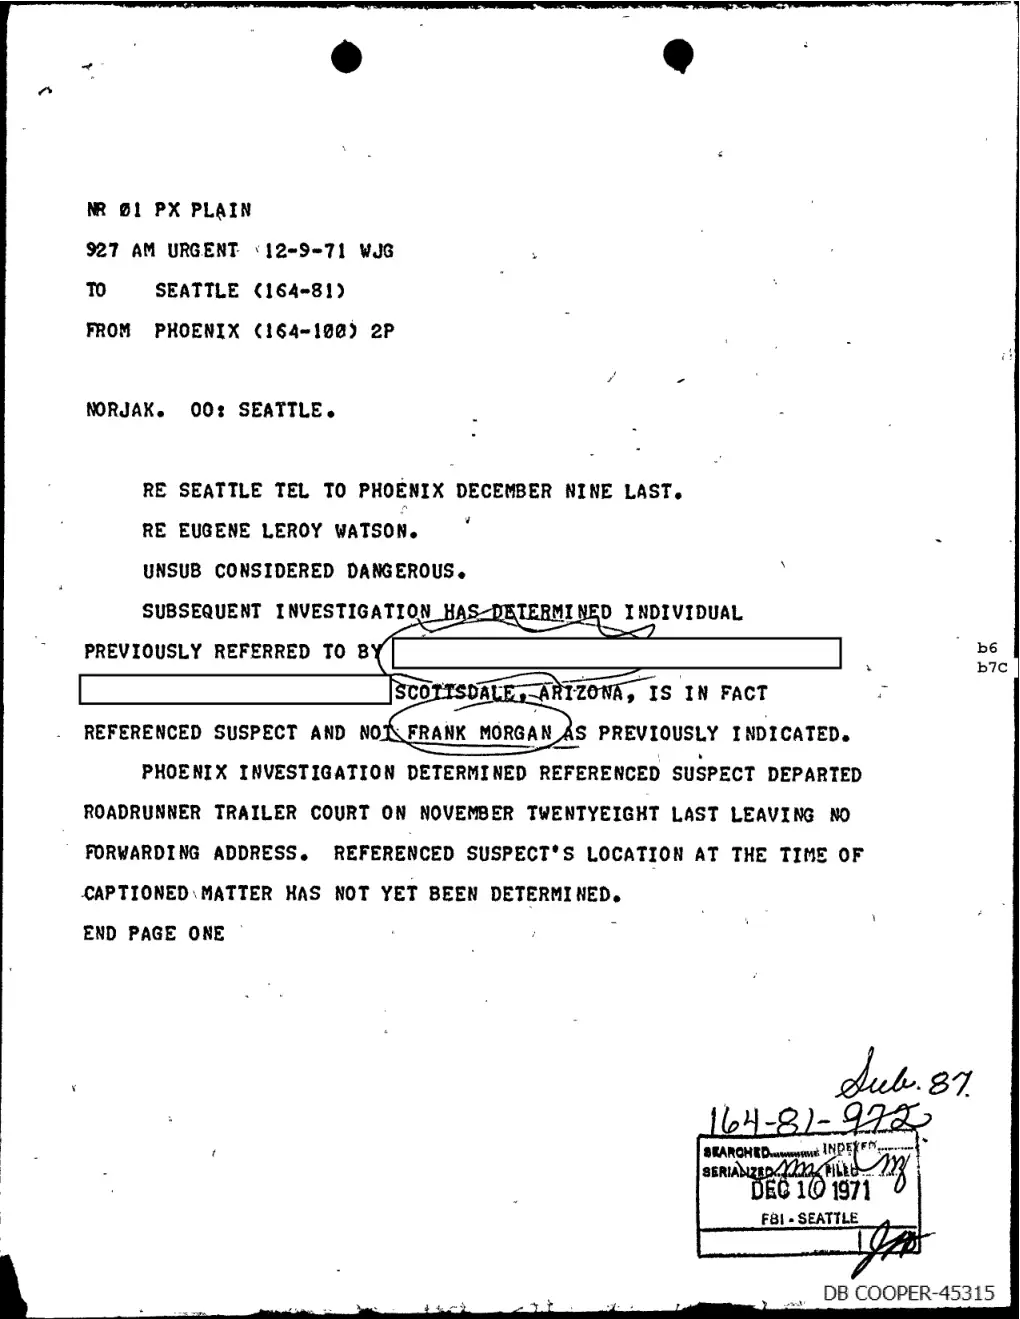 NR 01 PX PLAIN
927 AM URGENT 12-9-71 WJG
TO SEATTLE (164-81)
FROM PHOENIX (164-100) 2P
NORJAK. OO: SEATTLE.
RE SEATTLE TEL TO PHOENIX DECEMBER NINE LAST.
RE EUGENE LEROY WATSON.
UNSUB CONSIDERED DANGEROUS.
SUBSEQUENT INVESTIGATION HAS DETERMINED INDIVIDUAL
PREVIOUSLY REFERRED TO BY
b6
b7C
SCOTTSDALE, ARIZONA, IS IN FACT
REFERENCED SUSPECT AND NOT FRANK MORGAN AS PREVIOUSLY INDICATED.
PHOENIX INVESTIGATION DETERMINED REFERENCED SUSPECT DEPARTED
ROADRUNNER TRAILER COURT ON NOVEMBER TWENTYEIGHT LAST LEAVING NO
FORWARDING ADDRESS. REFERENCED SUSPECT'S LOCATION AT THE TIME OF
CAPTIONED MATTER HAS NOT YET BEEN DETERMINED.
END PAGE ONE
Sub. 87
164-81-972
SEARCHED INDEXED
SERIALIZED FILED
DEC 10 1971
FBI - SEATTLE
DB COOPER-45315